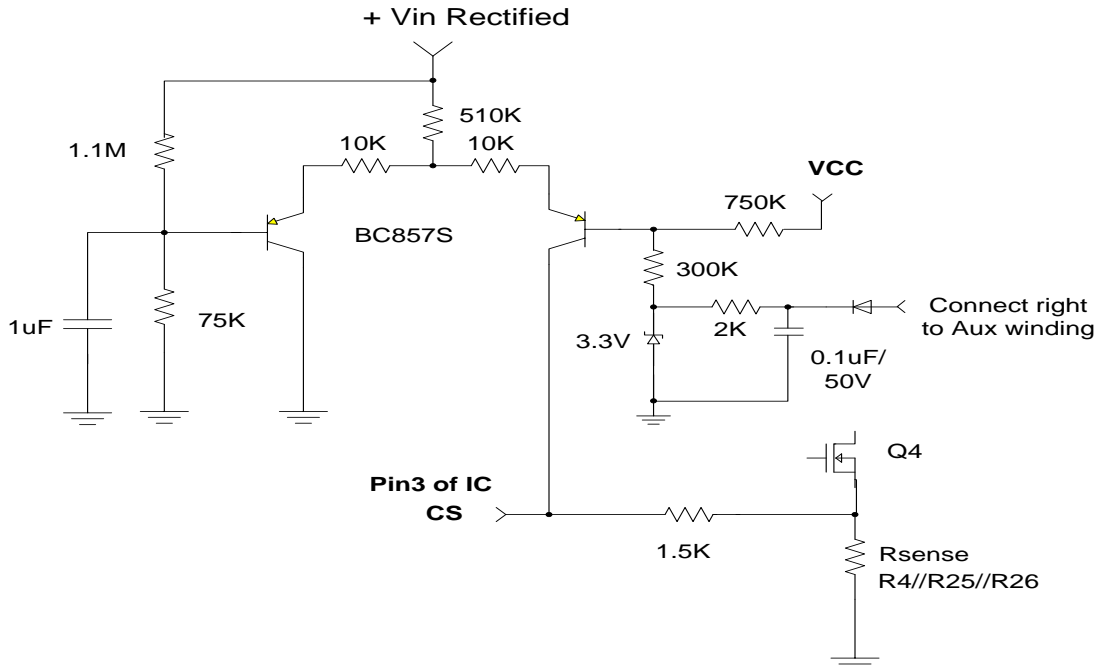 + Vin Rectified
510K
10K
10K
1.1M
VCC
750K
BC857S
300K
1uF
75K
3.3V
2K
Connect right
to Aux winding
0.1uF/
50V
Q4
Pin3 of IC
CS
1.5K
Rsense
R4//R25//R26